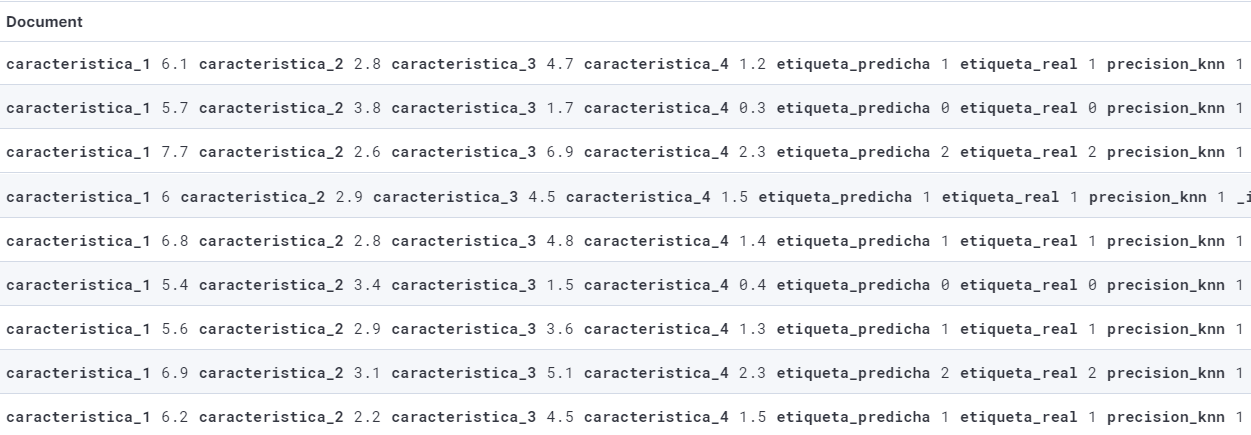 Document
caracteristica_1 6.1 caracteristica_2 2.8 caracteristica_3 4.7 caracteristica_4 1.2 etiqueta_predicha 1 etiqueta_real 1 precision_knn 1
caracteristica_1 5.7 caracteristica_2 3.8 caracteristica_3 1.7 caracteristica_4 0.3 etiqueta_predicha 0 etiqueta_real 0 precision_knn 1
caracteristica_1 7.7 caracteristica_2 2.6 caracteristica_3 6.9 caracteristica_4 2.3 etiqueta_predicha 2 etiqueta_real 2 precision_knn 1
caracteristica_1 6 caracteristica_2 2.9 caracteristica_3 4.5 caracteristica_4 1.5 etiqueta_predicha 1 etiqueta_real 1 precision_knn 1 _i
caracteristica_1 6.8 caracteristica_2 2.8 caracteristica_3 4.8 caracteristica_4 1.4 etiqueta_predicha 1 etiqueta_real 1 precision_knn 1
caracteristica_1 5.4 caracteristica_2 3.4 caracteristica_3 1.5 caracteristica_4 0.4 etiqueta_predicha 0 etiqueta_real 0 precision_knn 1
caracteristica_1 5.6 caracteristica_2 2.9 caracteristica_3 3.6 caracteristica_4 1.3 etiqueta_predicha 1 etiqueta_real 1 precision_knn 1
caracteristica_1 6.9 caracteristica_2 3.1 caracteristica_3 5.1 caracteristica_4 2.3 etiqueta_predicha 2 etiqueta_real 2 precision_knn 1
caracteristica_1 6.2 caracteristica_2 2.2 caracteristica_3 4.5 caracteristica_4 1.5 etiqueta_predicha 1 etiqueta_real 1 precision_knn 1